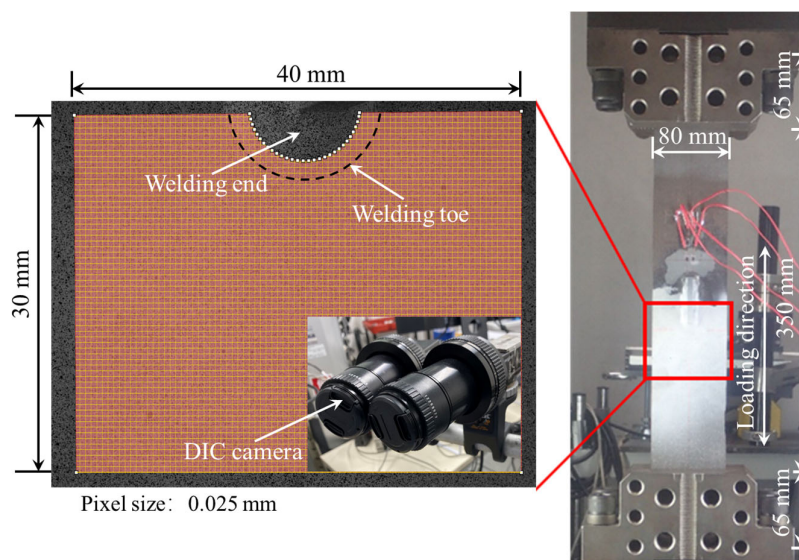 40 mm
30 mm
Welding end
Welding toe
DIC camera
Pixel size: 0.025 mm
65 mm
80 mm
Loading direction
350 mm
65 mm